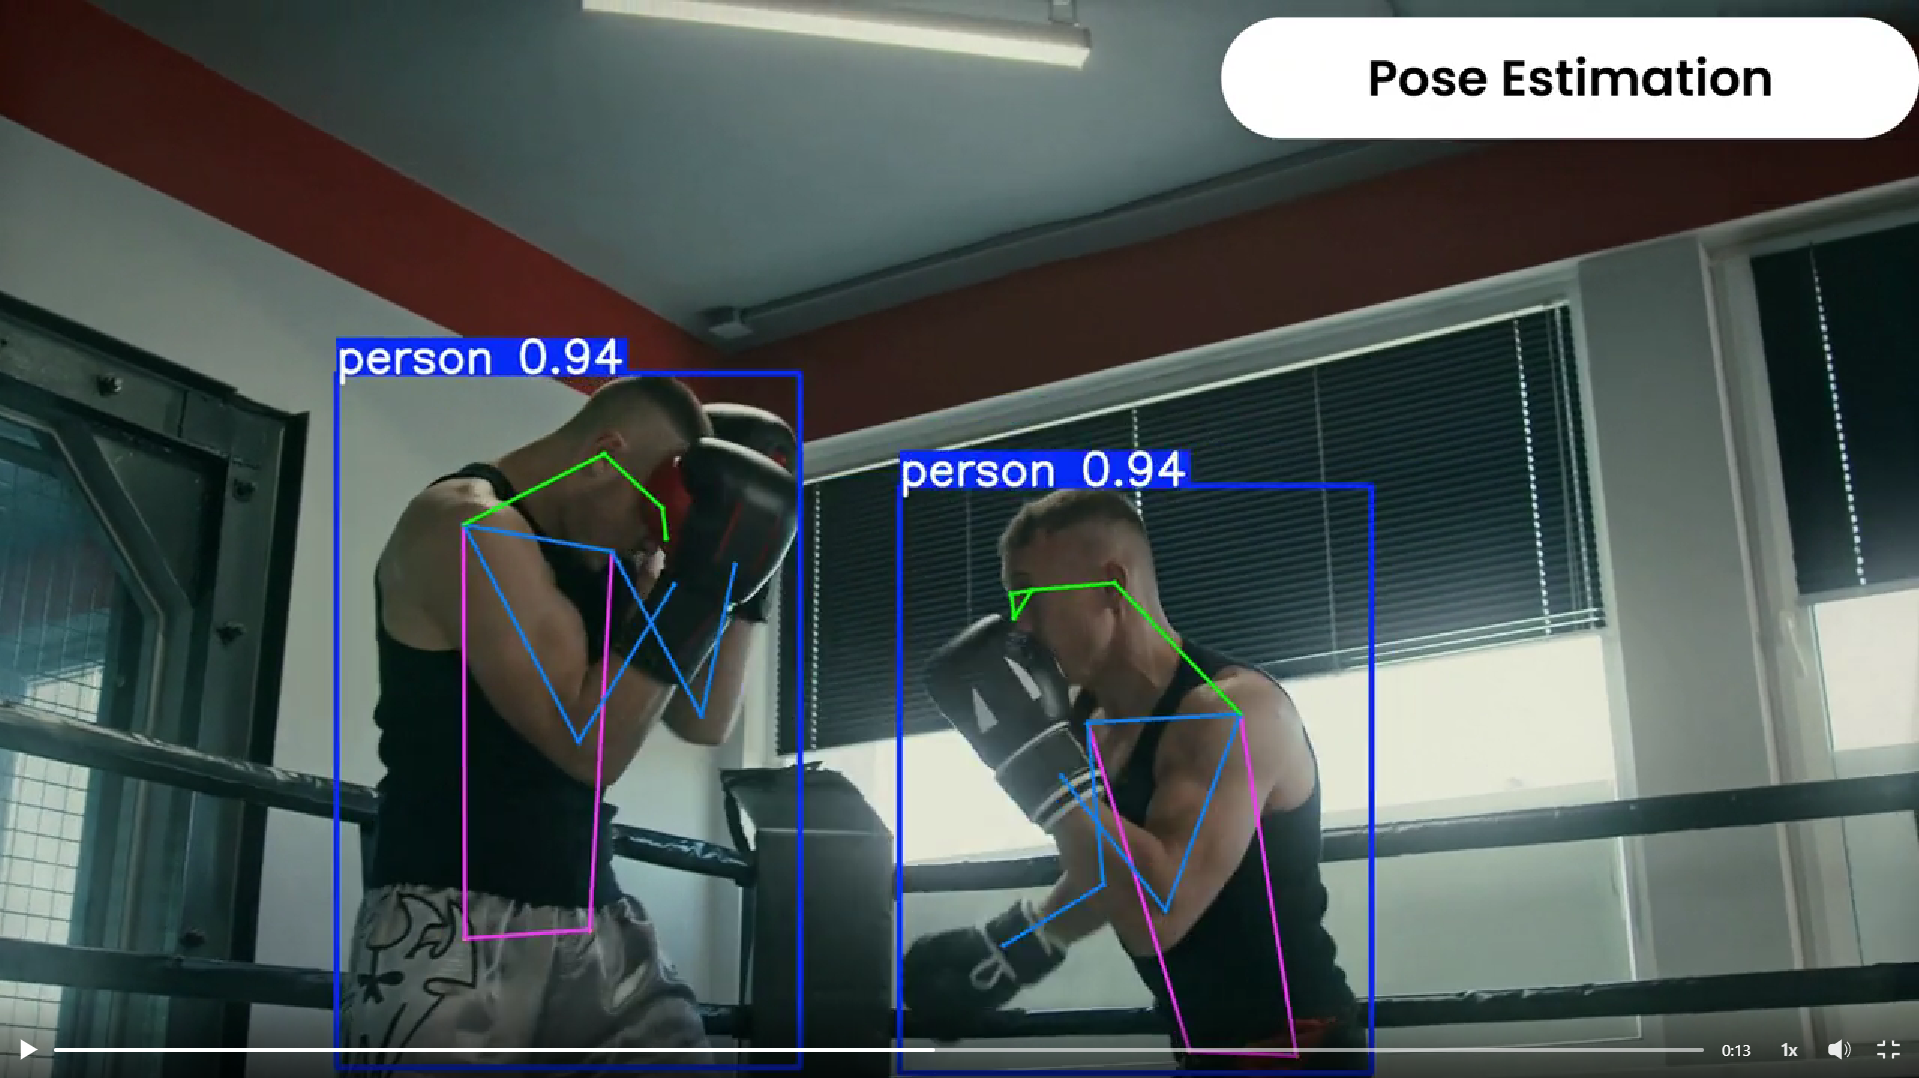 Pose Estimation
person 0.94
person 0.94
0:13
1x